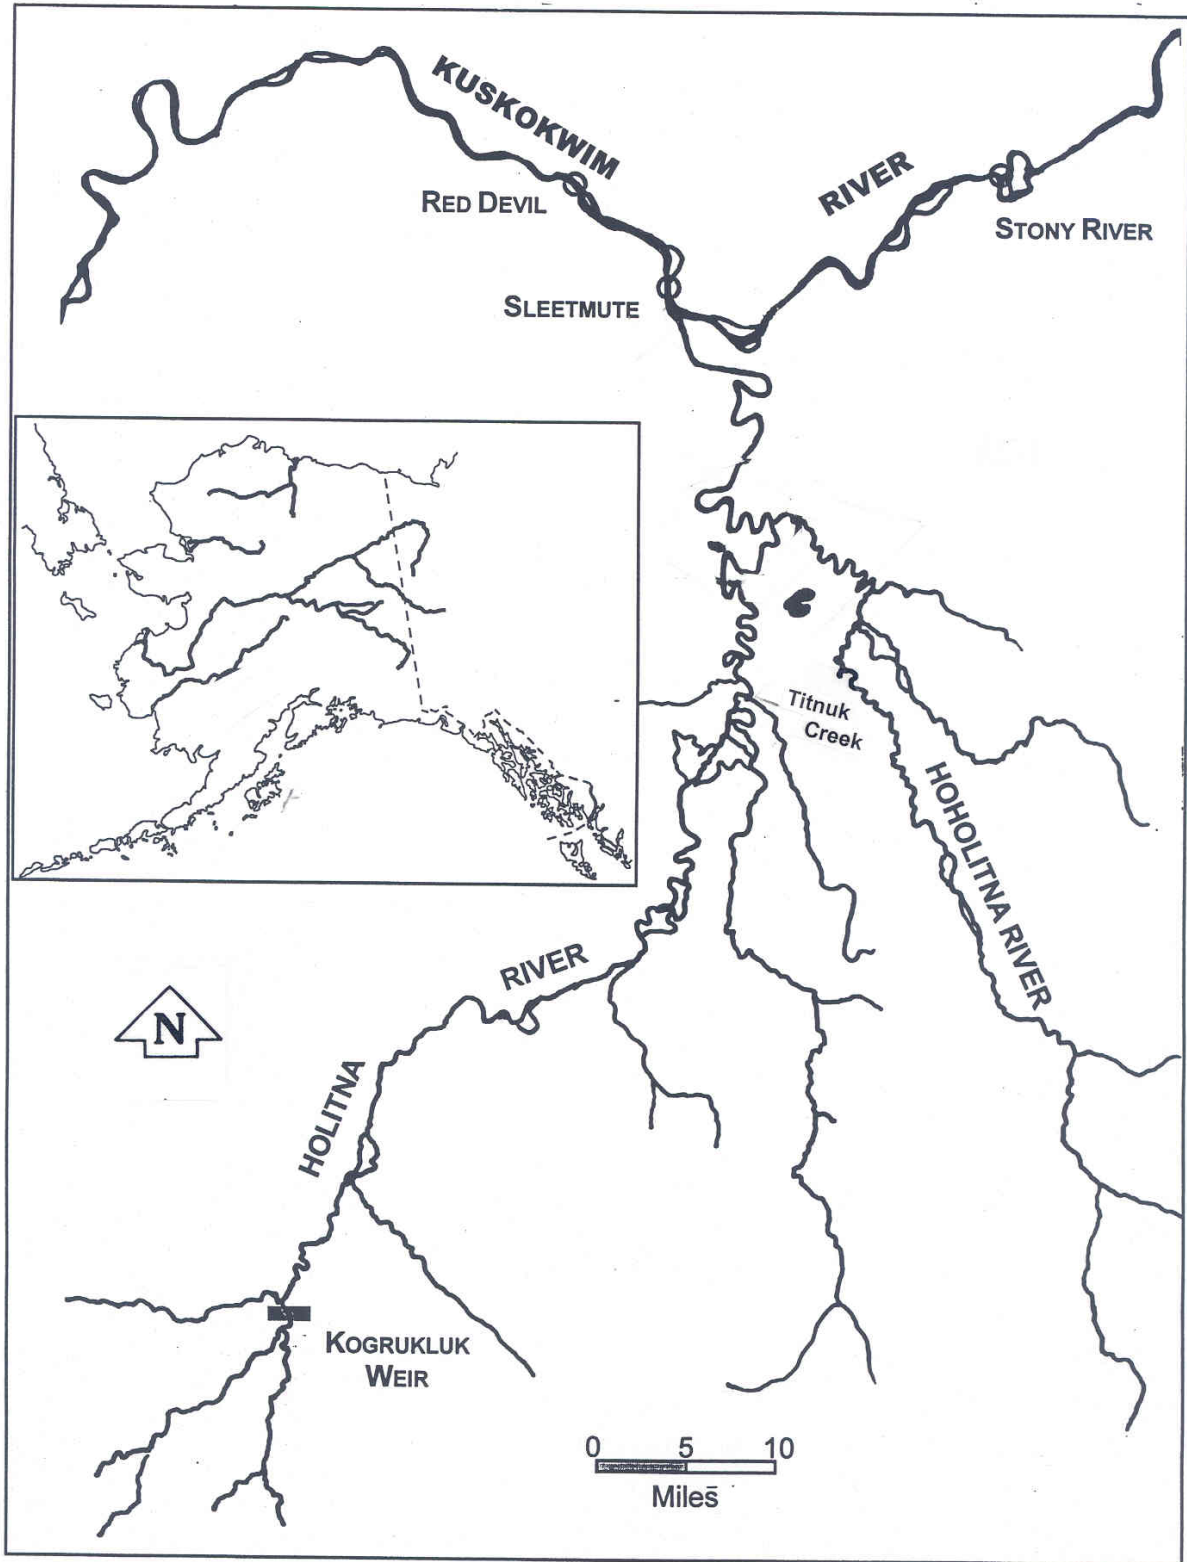 KUSKOKWIM
RIVER
RED DEVIL
STONY RIVER
SLEETMUTE
Titnuk
Creek
HOHOLITNA RIVER
RIVER
N
HOLITNA
KOGRUKLUK
WEIR
0 5 10
Miles